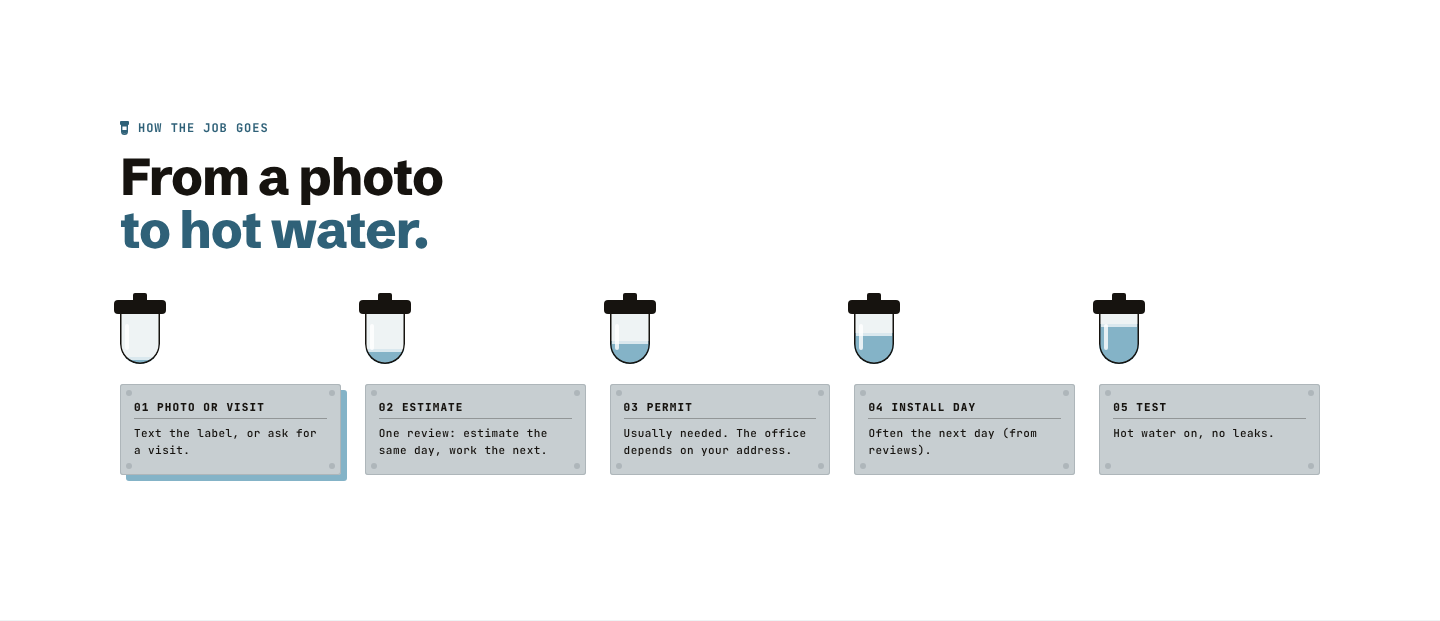 HOW THE JOB GOES
From a photo
to hot water.
01 PHOTO OR VISIT
Text the label, or ask for
a visit.
02 ESTIMATE
One review: estimate the
same day, work the next.
03 PERMIT
Usually needed. The office
depends on your address.
04 INSTALL DAY
Often the next day (from
reviews).
05 TEST
Hot water on, no leaks.